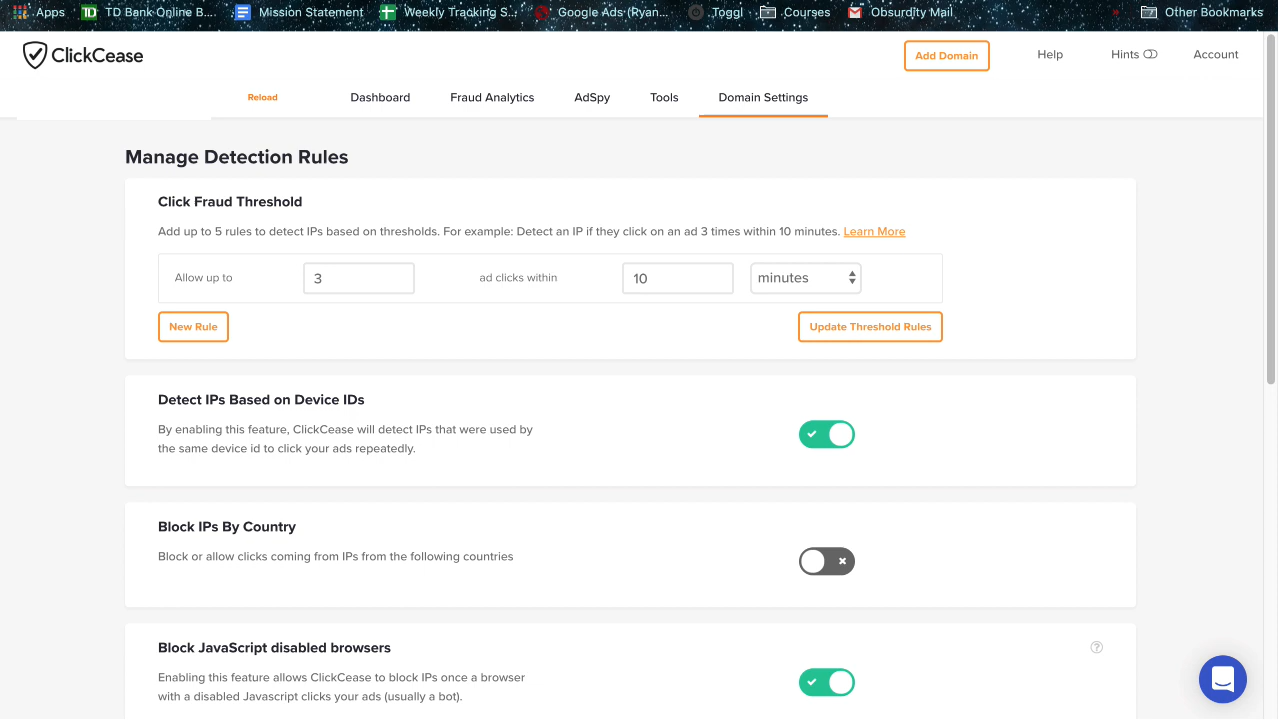 Apps TD Bank Online B.... Mission Statement Weekly Tracking S... Google Ads (Ryan... Toggl Courses Obsurdity Mail » Other Bookmarks
ClickCease Add Domain Help Hints Account
Reload Dashboard Fraud Analytics AdSpy Tools Domain Settings
Manage Detection Rules
Click Fraud Threshold
Add up to 5 rules to detect IPs based on thresholds. For example: Detect an IP if they click on an ad 3 times within 10 minutes. Learn More
Allow up to 3 ad clicks within 10 minutes
New Rule Update Threshold Rules
Detect IPs Based on Device IDs
By enabling this feature, ClickCease will detect IPs that were used by
the same device id to click your ads repeatedly.
Block IPs By Country
Block or allow clicks coming from IPs from the following countries
Block JavaScript disabled browsers
Enabling this feature allows ClickCease to block IPs once a browser
with a disabled Javascript clicks your ads (usually a bot).